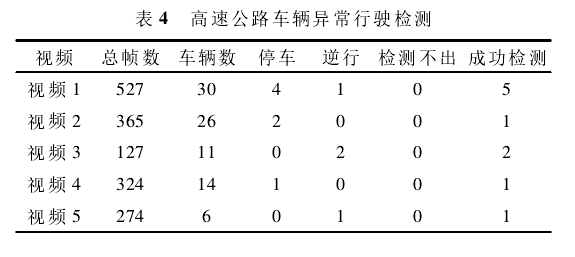 表 4 高速公路车辆异常行驶检测
视频 总帧数 车辆数 停车 逆行 检测不出 成功检测
视频 1 527 30 4 1 0 5
视频 2 365 26 2 0 0 1
视频 3 127 11 0 2 0 2
视频 4 324 14 1 0 0 1
视频 5 274 6 0 1 0 1